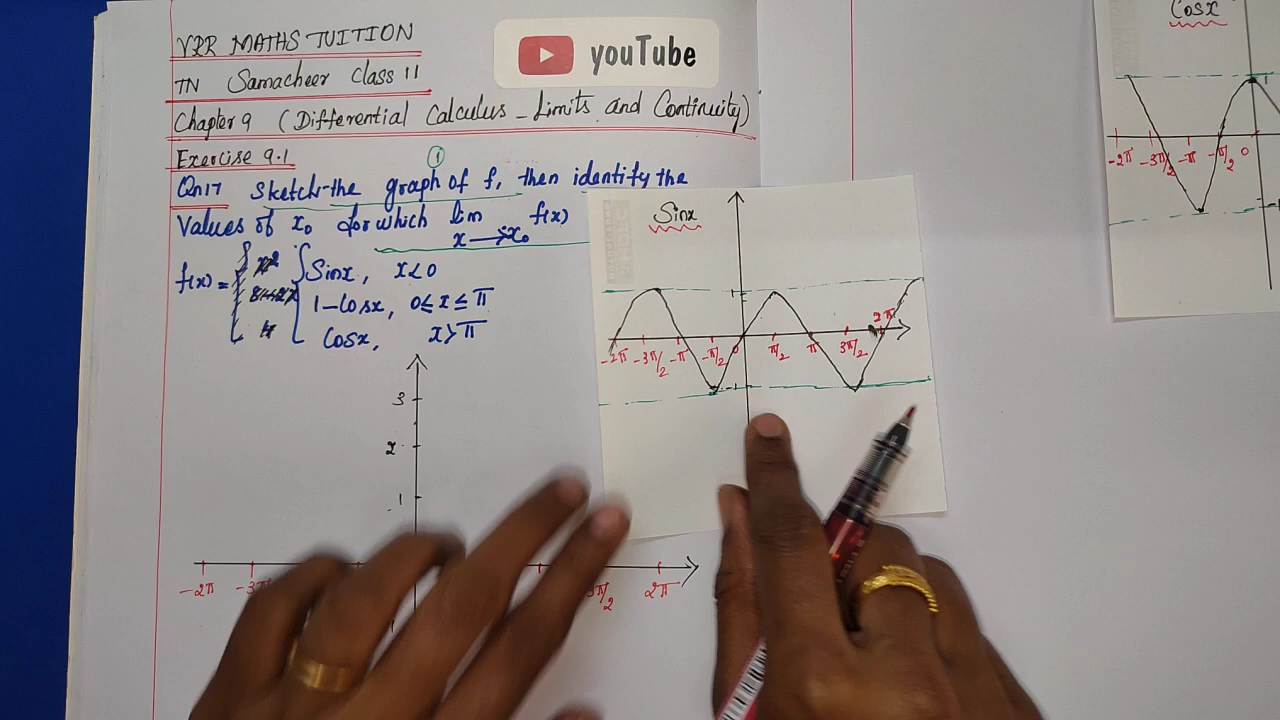 VRR MATHS TUITION
TN Samacheer Class 11
Chapter 9 (Differential Calculus - Limits and Continuity)
Exercise 9.1
①
Qn17 Sketch the graph of f, then identify the
Values of x₀ for which lim f(x)
x→x₀
f(x) = { Sinx, x<0
1-Cosx, 0≤x≤π
Cosx, x>π
3
2
1
-2π
2π
YouTube
Sinx
1
2π
-2π -3π/2 -π -π/2 0 π/2 π 3π/2
-1
Cosx
1
-2π -3π/2 -π -π/2 0